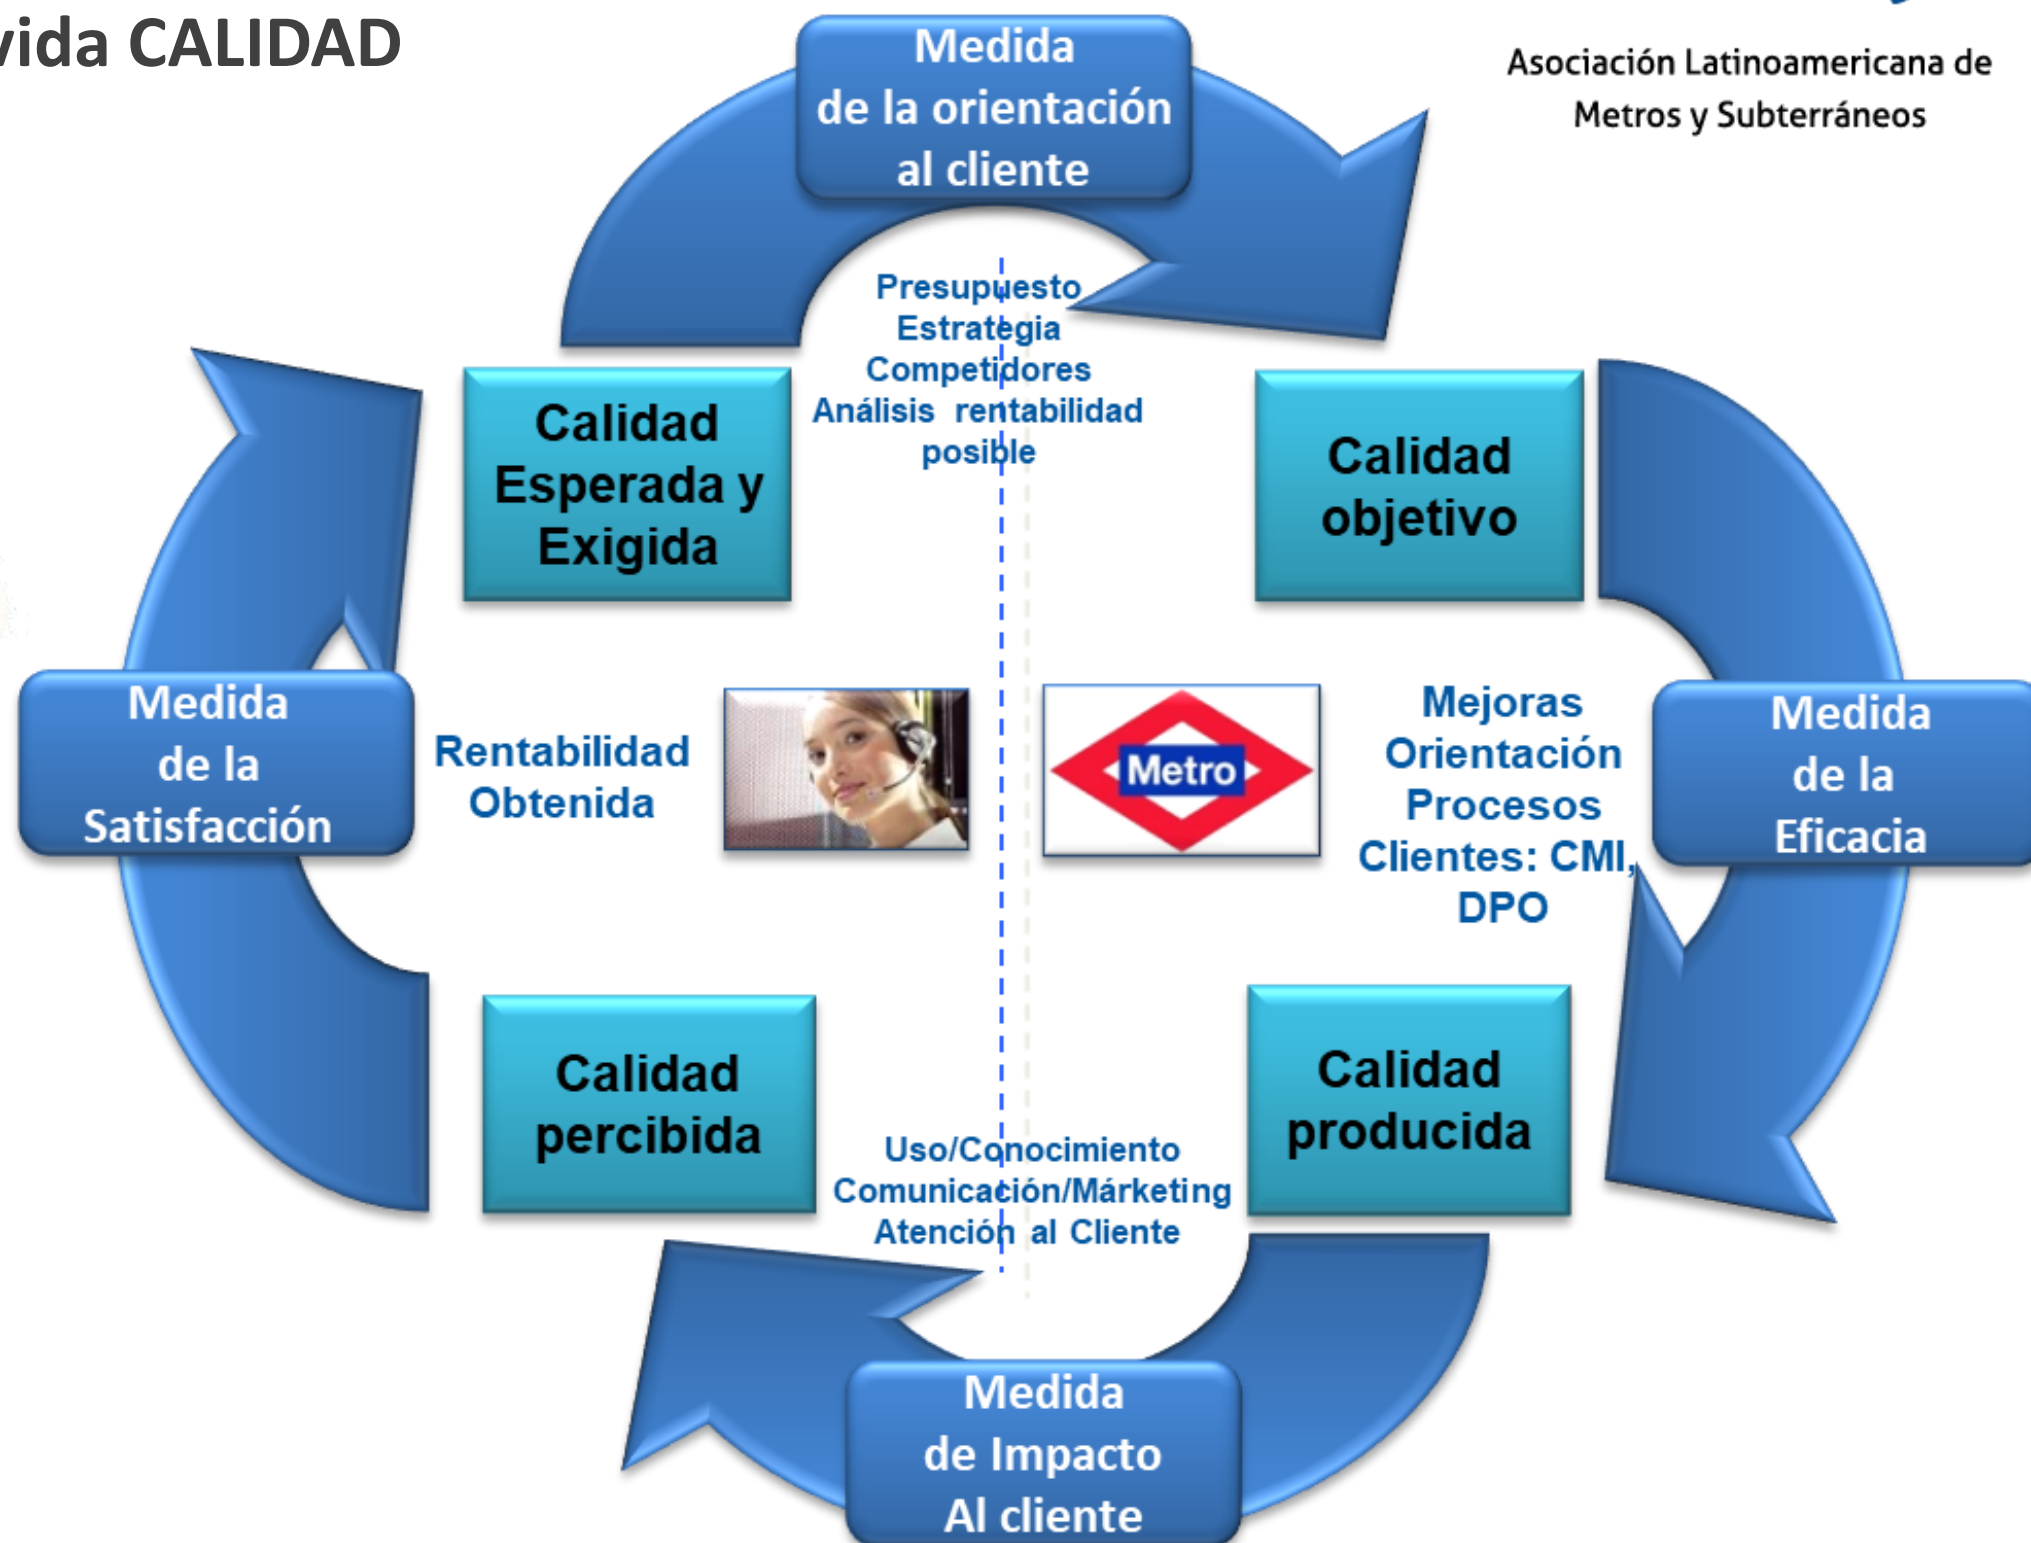 vida CALIDAD
Asociación Latinoamericana de
Metros y Subterráneos
Medida
de la orientación
al cliente
Presupuesto
Estrategia
Competidores
Análisis rentabilidad
posible
Calidad
Esperada y
Exigida
Calidad
objetivo
Medida
de la
Satisfacción
Rentabilidad
Obtenida
Metro
Mejoras
Orientación
Procesos
Clientes: CMI,
DPO
Medida
de la
Eficacia
Calidad
percibida
Uso/Conocimiento
Comunicación/Márketing
Atención al Cliente
Calidad
producida
Medida
de Impacto
Al cliente